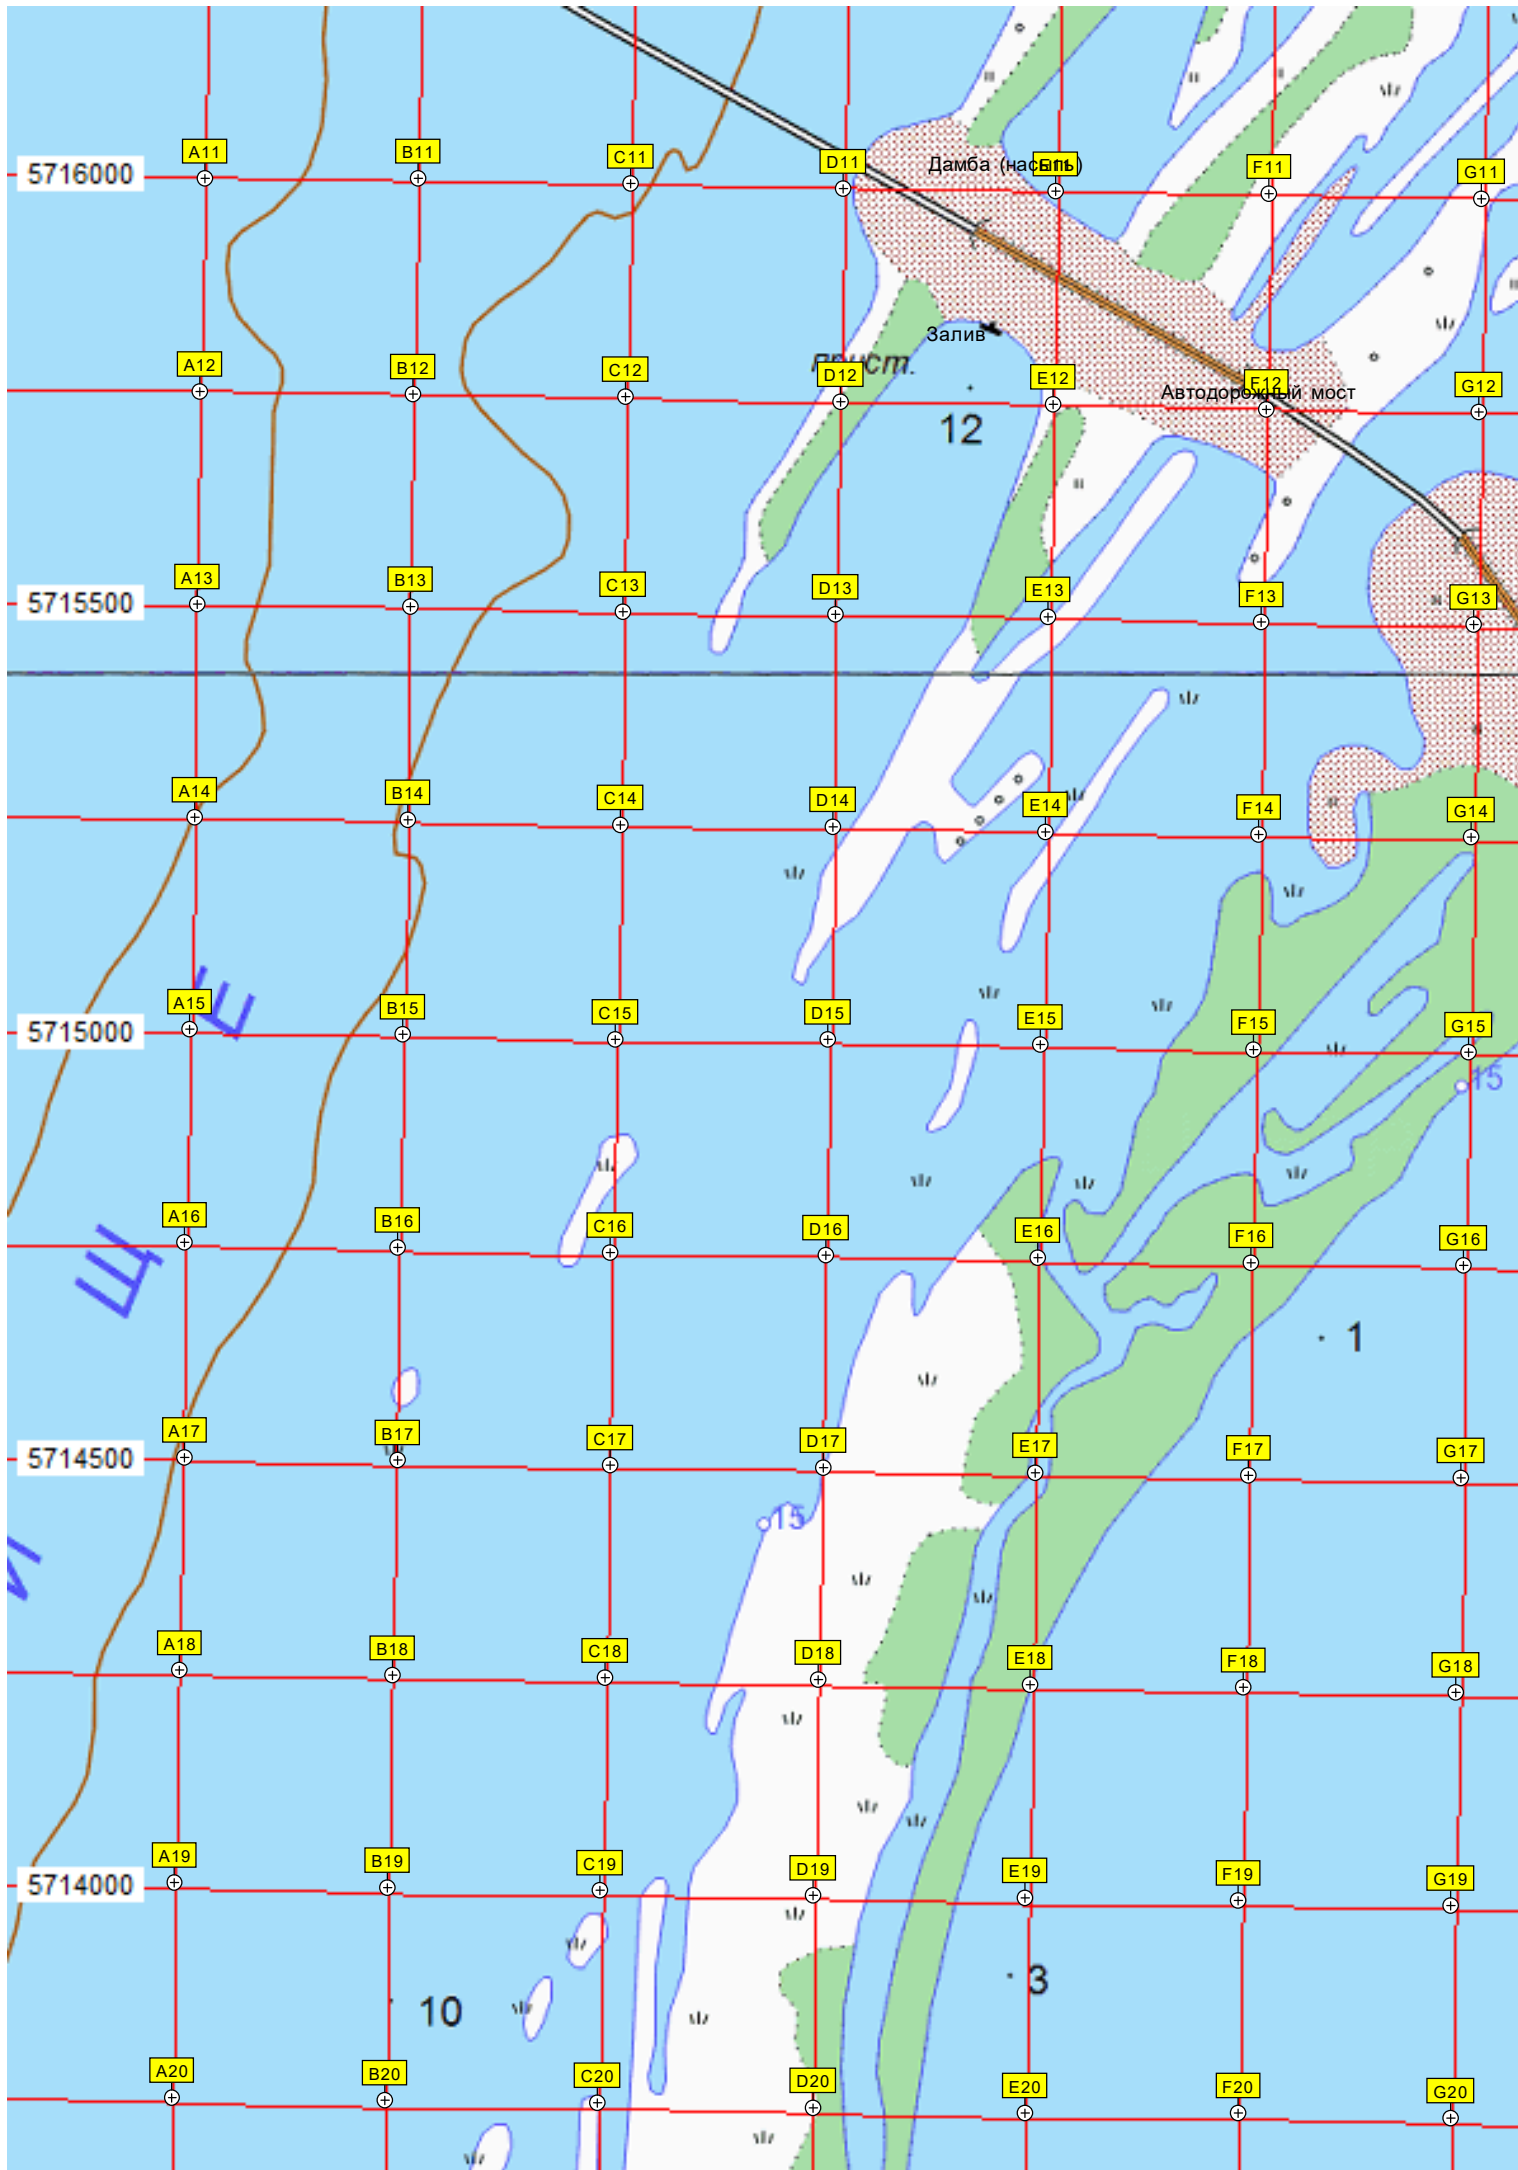 A11 B11 C11 D11 Дамба (насыпь) E11 F11 G11
5716000
Залив
прист.
A12 B12 C12 D12 E12 F12 G12
Автодорожный мост
12
A13 B13 C13 D13 E13 F13 G13
5715500
A14 B14 C14 D14 E14 F14 G14
Е
A15 B15 C15 D15 E15 F15 G15
5715000
15
A16 B16 C16 D16 E16 F16 G16
Щ
1
A17 B17 C17 D17 E17 F17 G17
5714500
15
A18 B18 C18 D18 E18 F18 G18
A19 B19 C19 D19 E19 F19 G19
5714000
3
10
A20 B20 C20 D20 E20 F20 G20